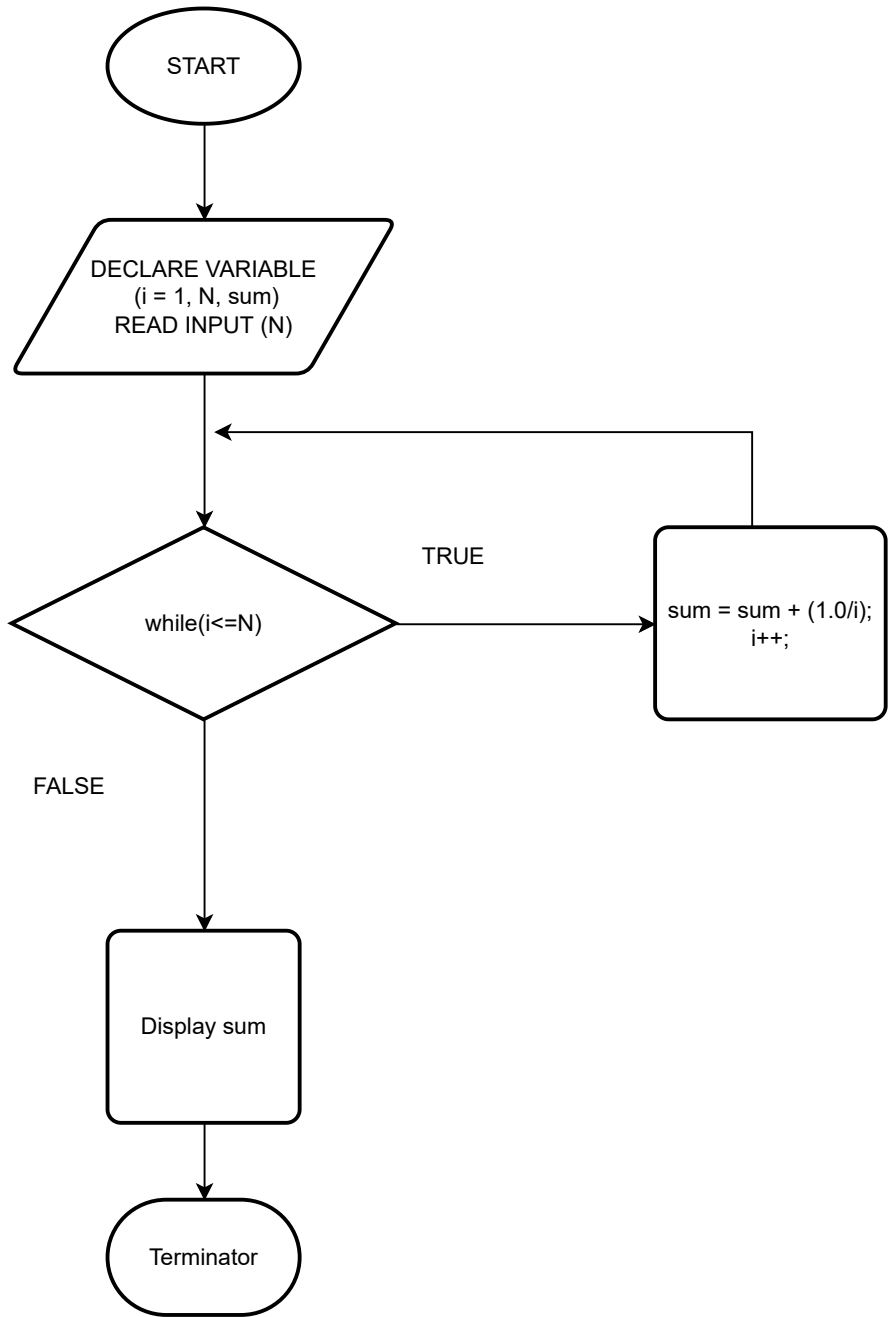 START
DECLARE VARIABLE
(i = 1, N, sum)
READ INPUT (N)
TRUE
while(i<=N)
sum = sum + (1.0/i);
i++;
FALSE
Display sum
Terminator